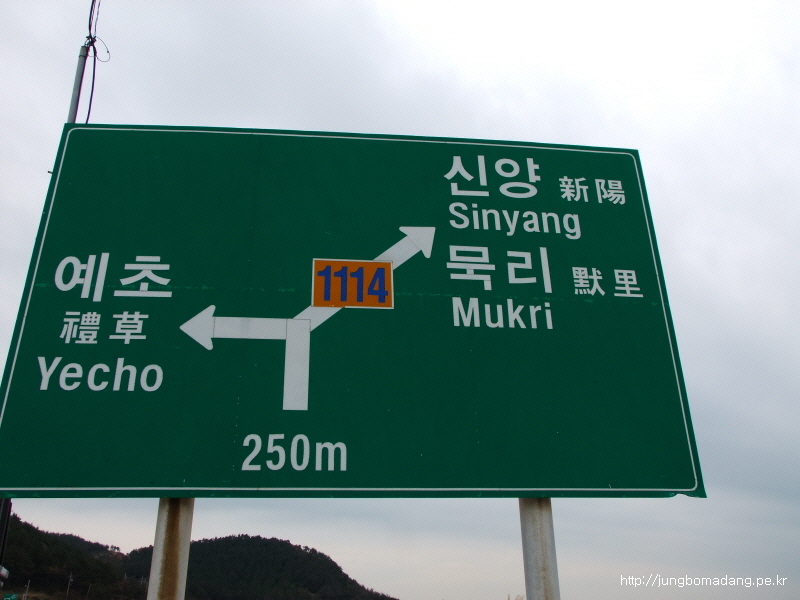 신양 新陽
Sinyang
묵리 默里
Mukri
1114
예초
禮草
Yecho
250m
http://jungbomadang.pe.kr